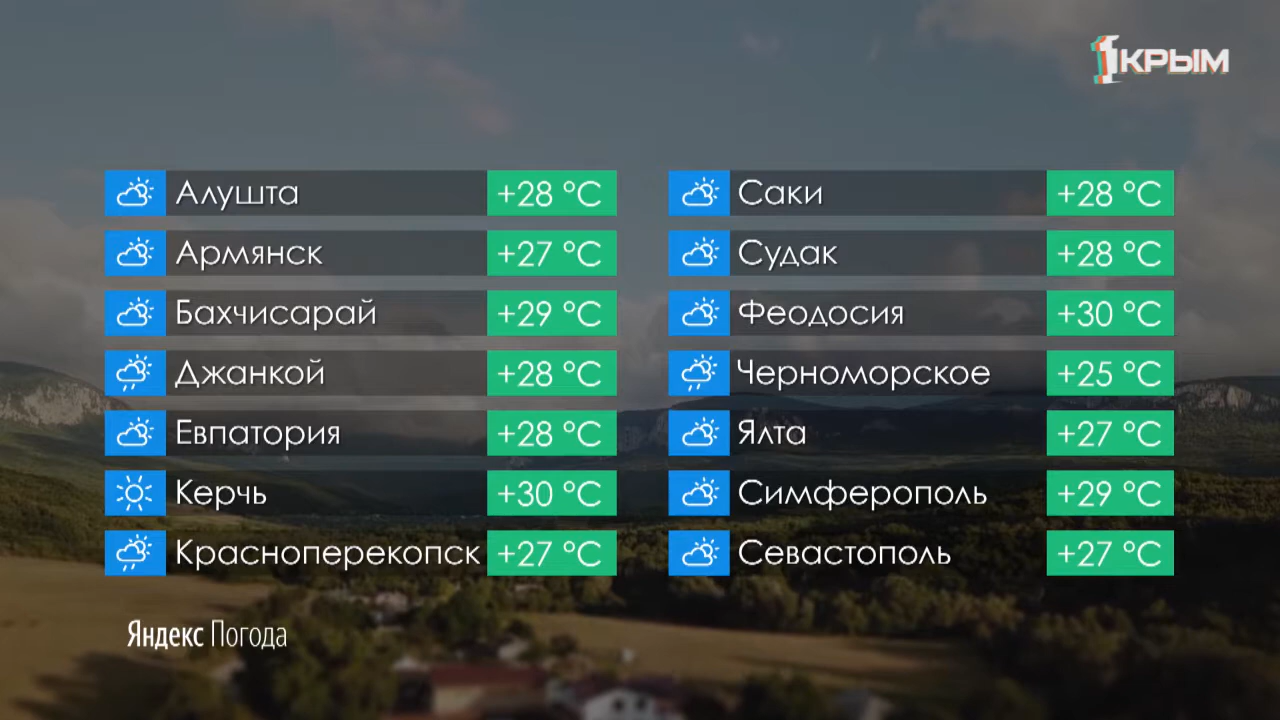 1КРЫМ
Алушта +28 °C
Армянск +27 °C
Бахчисарай +29 °C
Джанкой +28 °C
Евпатория +28 °C
Керчь +30 °C
Красноперекопск +27 °C
Саки +28 °C
Судак +28 °C
Феодосия +30 °C
Черноморское +25 °C
Ялта +27 °C
Симферополь +29 °C
Севастополь +27 °C
Яндекс Погода